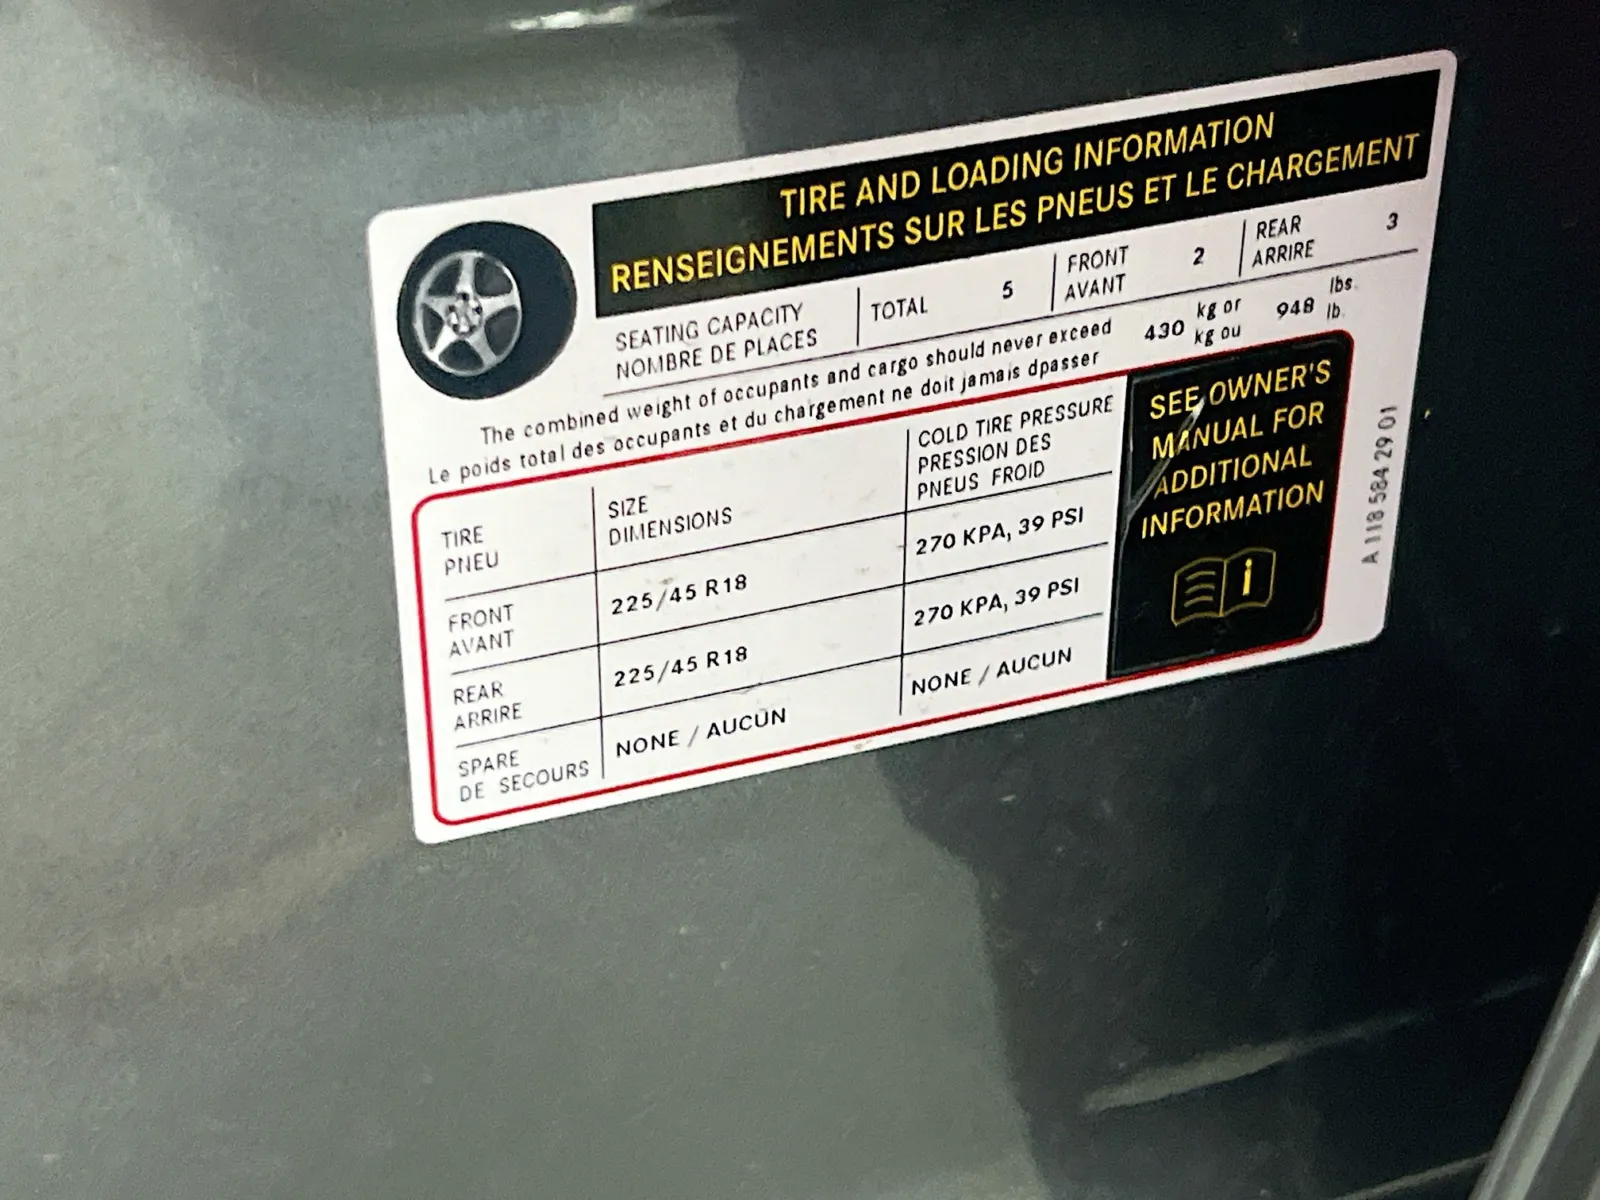 TIRE AND LOADING INFORMATION
RENSEIGNEMENTS SUR LES PNEUS ET LE CHARGEMENT
SEATING CAPACITY
NOMBRE DE PLACES
TOTAL 5
FRONT
AVANT
2
REAR
ARRIRE
3
The combined weight of occupants and cargo should never exceed
Le poids total des occupants et du chargement ne doit jamais dpasser
430
kg or
kg ou
948
lbs.
lb.
TIRE
PNEU
SIZE
DIMENSIONS
COLD TIRE PRESSURE
PRESSION DES
PNEUS FROID
FRONT
AVANT
225/45 R18
270 KPA, 39 PSI
REAR
ARRIRE
225/45 R18
270 KPA, 39 PSI
SPARE
DE SECOURS
NONE / AUCUN
NONE / AUCUN
SEE OWNER'S
MANUAL FOR
ADDITIONAL
INFORMATION
A 118 584 29 01